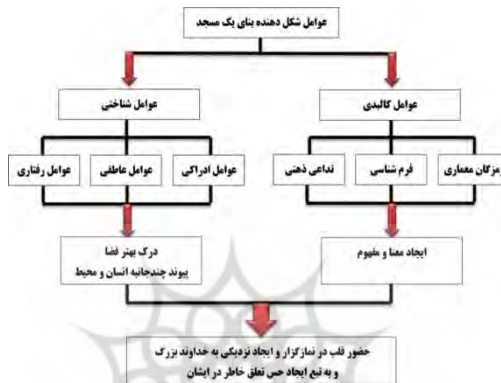 عوامل شکل دهنده بنای یک مسجد
عوامل کالبدی
عوامل شناختی
رمزگان معماری
فرم شناسی
تداعی ذهنی
عوامل ادراکی
عوامل عاطفی
عوامل رفتاری
ایجاد معنا و مفهوم
درک بهتر فضا
پیوند چندجانبه انسان و محیط
حضور قلب در نمازگزار و ایجاد نزدیکی به خداوند بزرگ
و به تبع ایجاد حس تعلق خاطر در ایشان